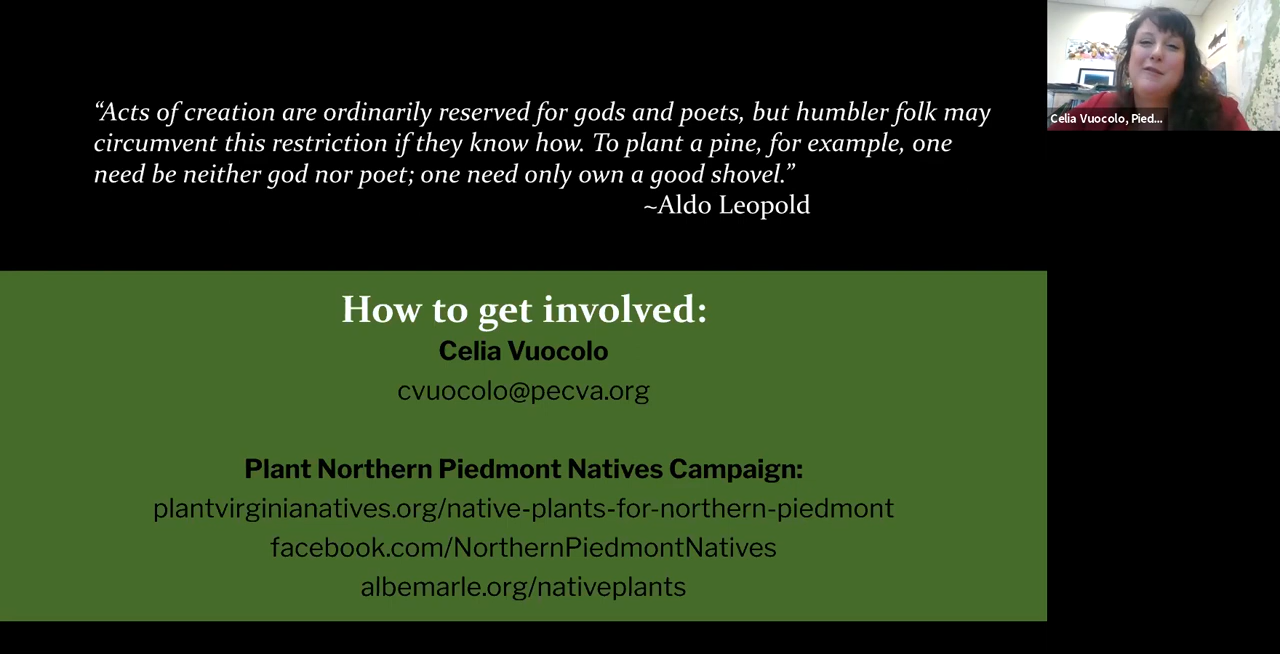 “Acts of creation are ordinarily reserved for gods and poets, but humbler folk may
circumvent this restriction if they know how. To plant a pine, for example, one
need be neither god nor poet; one need only own a good shovel.”
~Aldo Leopold
How to get involved:
Celia Vuocolo
cvuocolo@pecva.org
Plant Northern Piedmont Natives Campaign:
plantvirginianatives.org/native-plants-for-northern-piedmont
facebook.com/NorthernPiedmontNatives
albemarle.org/nativeplants
Celia Vuocolo, Pied...